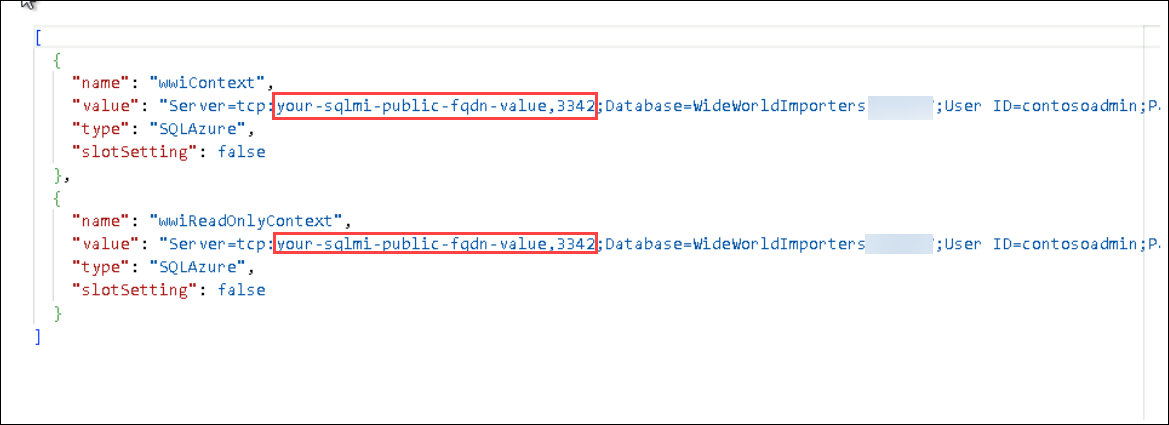 [
{
"name": "wwiContext",
"value": "Server=tcp:your-sqlmi-public-fqdn-value,3342;Database=WideWorldImporters ;User ID=contosoadmin;P
"type": "SQLAzure",
"slotSetting": false
},
{
"name": "wwiReadOnlyContext",
"value": "Server=tcp:your-sqlmi-public-fqdn-value,3342;Database=WideWorldImporters ;User ID=contosoadmin;P
"type": "SQLAzure",
"slotSetting": false
}
]